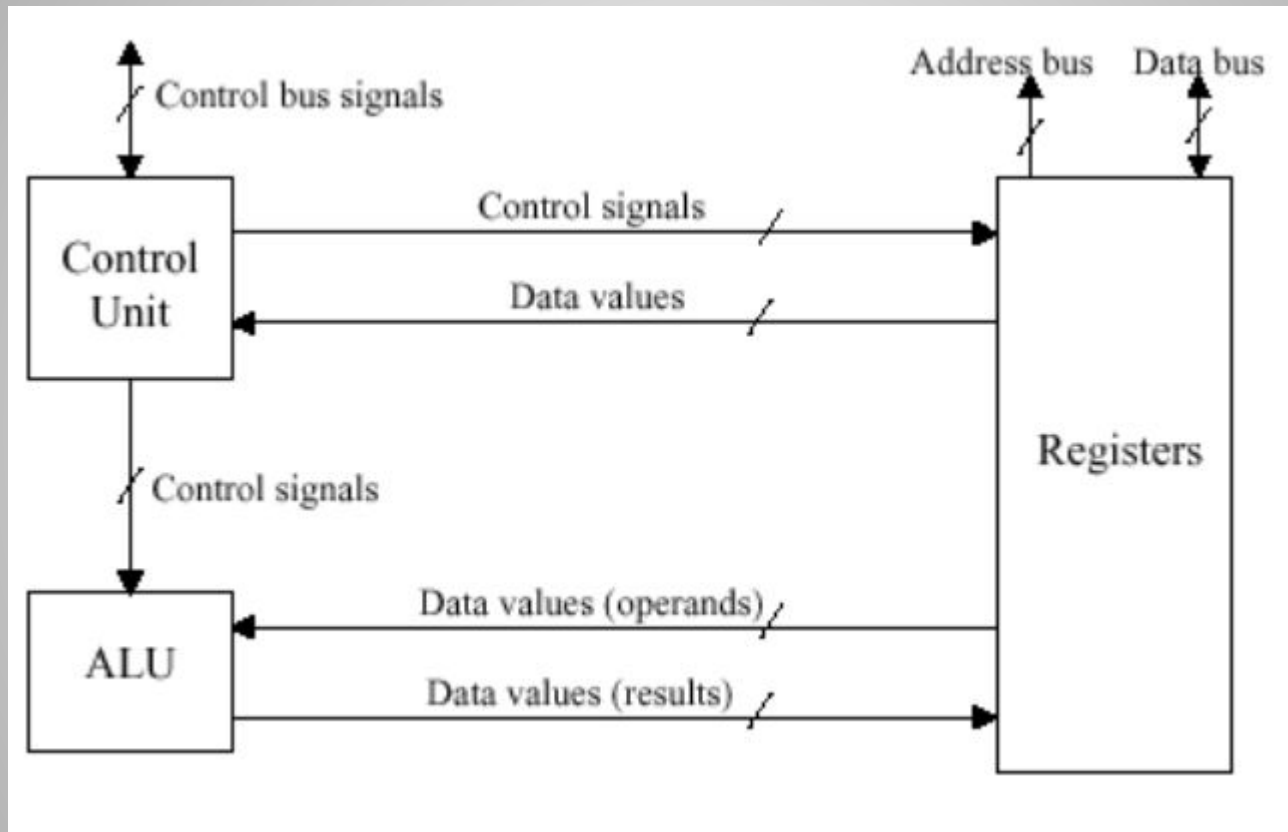 Address bus
Data bus
Control bus signals
Control signals
Control
Unit
Data values
Registers
Control signals
Data values (operands)
ALU
Data values (results)